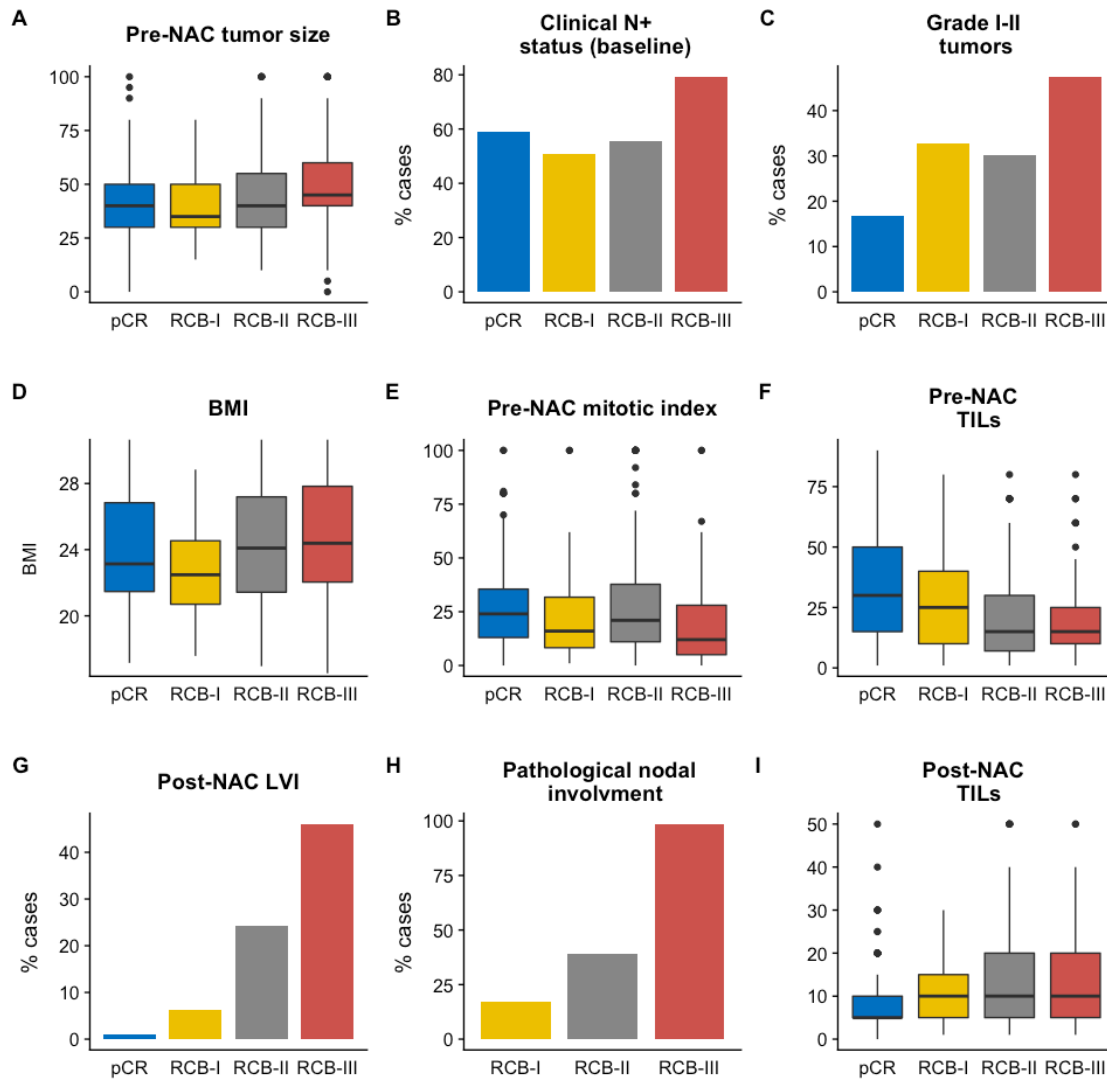 A
Pre-NAC tumor size
100
75
50
25
0
pCR RCB-I RCB-II RCB-III
B
Clinical N+
status (baseline)
% cases
80
60
40
20
0
pCR RCB-I RCB-II RCB-III
C
Grade I-II
tumors
% cases
40
30
20
10
0
pCR RCB-I RCB-II RCB-III
D
BMI
BMI
28
24
20
pCR RCB-I RCB-II RCB-III
E
Pre-NAC mitotic index
100
75
50
25
0
pCR RCB-I RCB-II RCB-III
F
Pre-NAC
TILs
75
50
25
0
pCR RCB-I RCB-II RCB-III
G
Post-NAC LVI
% cases
40
30
20
10
0
pCR RCB-I RCB-II RCB-III
H
Pathological nodal
involvment
% cases
100
75
50
25
0
RCB-I RCB-II RCB-III
I
Post-NAC
TILs
50
40
30
20
10
0
pCR RCB-I RCB-II RCB-III